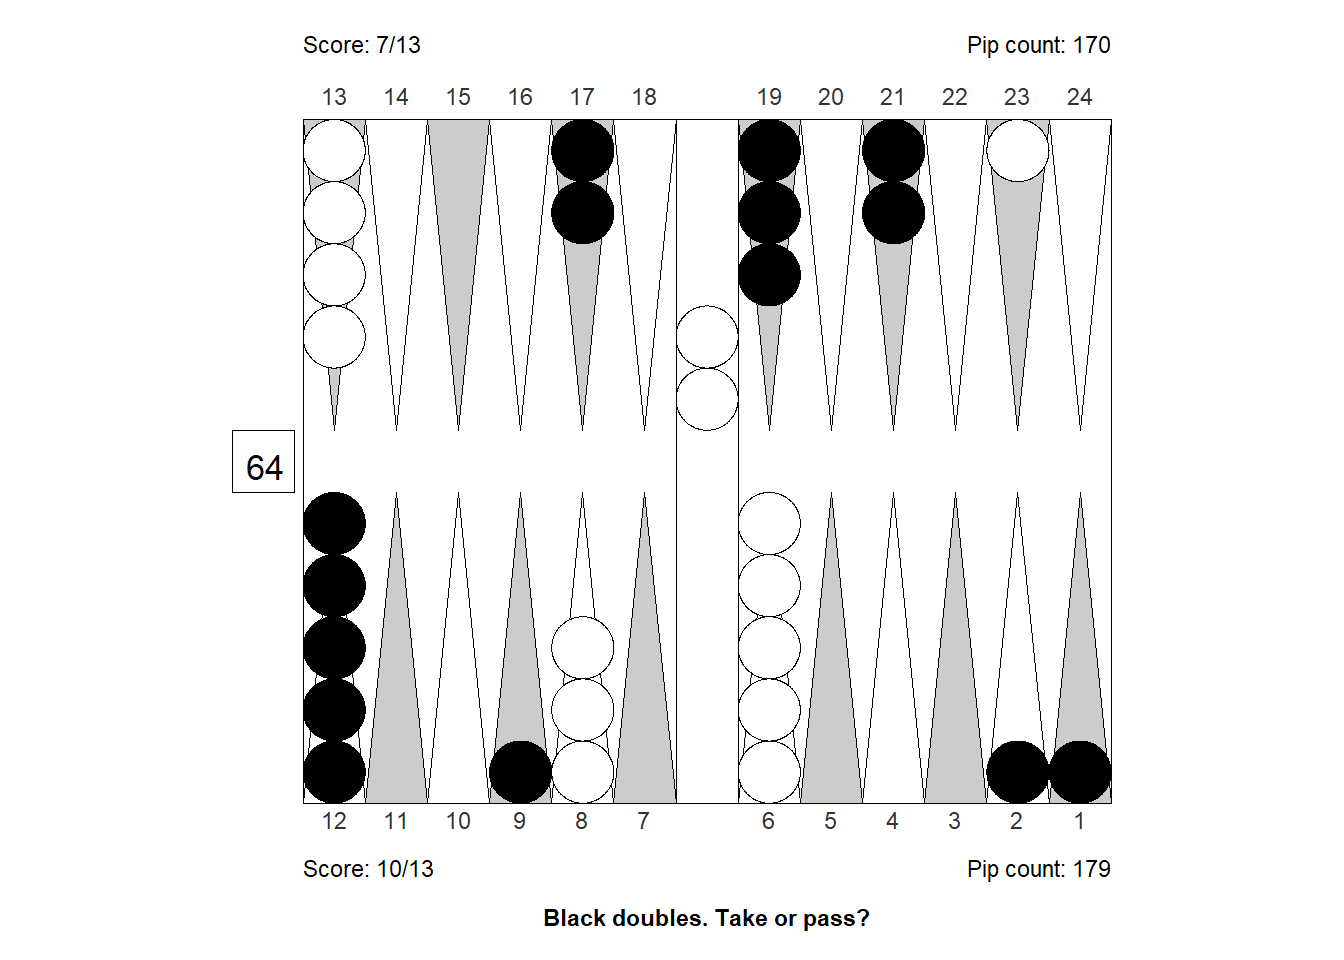 Score: 7/13 Pip count: 170
13 14 15 16 17 18 19 20 21 22 23 24
64
12 11 10 9 8 7 6 5 4 3 2 1
Score: 10/13 Pip count: 179
Black doubles. Take or pass?